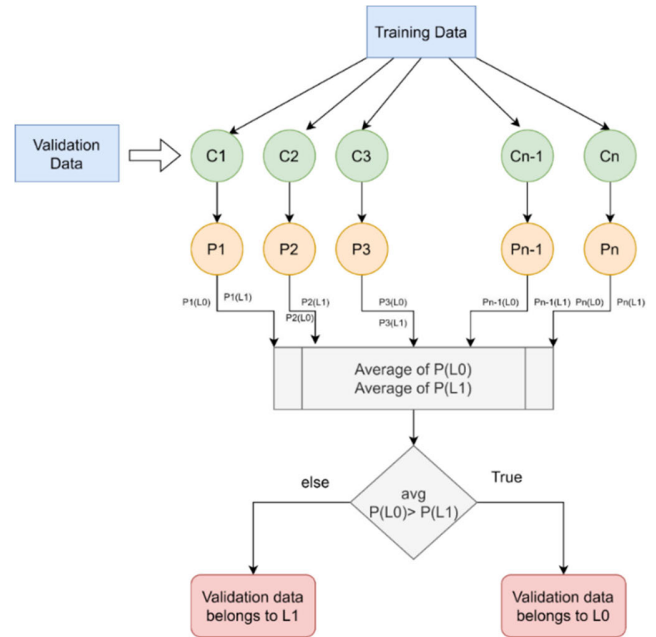 Training Data
Validation
Data
C1 C2 C3 Cn-1 Cn
P1 P2 P3 Pn-1 Pn
P1(L0) P1(L1) P2(L1) P3(L0) Pn-1(L0) Pn-1(L1) Pn(L0) Pn(L1)
P2(L0) P3(L1)
Average of P(L0)
Average of P(L1)
else True
avg
P(L0)> P(L1)
Validation data
belongs to L1
Validation data
belongs to L0